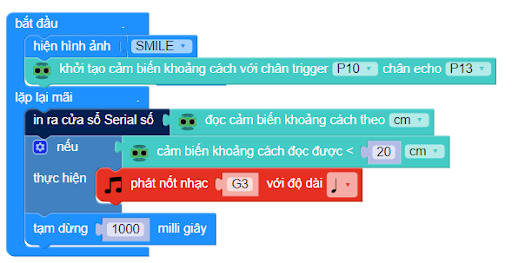 bắt đầu
hiện hình ảnh SMILE
khởi tạo cảm biến khoảng cách với chân trigger P10 chân echo P13
lặp lại mãi
in ra cửa sổ Serial số đọc cảm biến khoảng cách theo cm
nếu cảm biến khoảng cách đọc được < 20 cm
thực hiện phát nốt nhạc G3 với độ dài ♩
tạm dừng 1000 milli giây